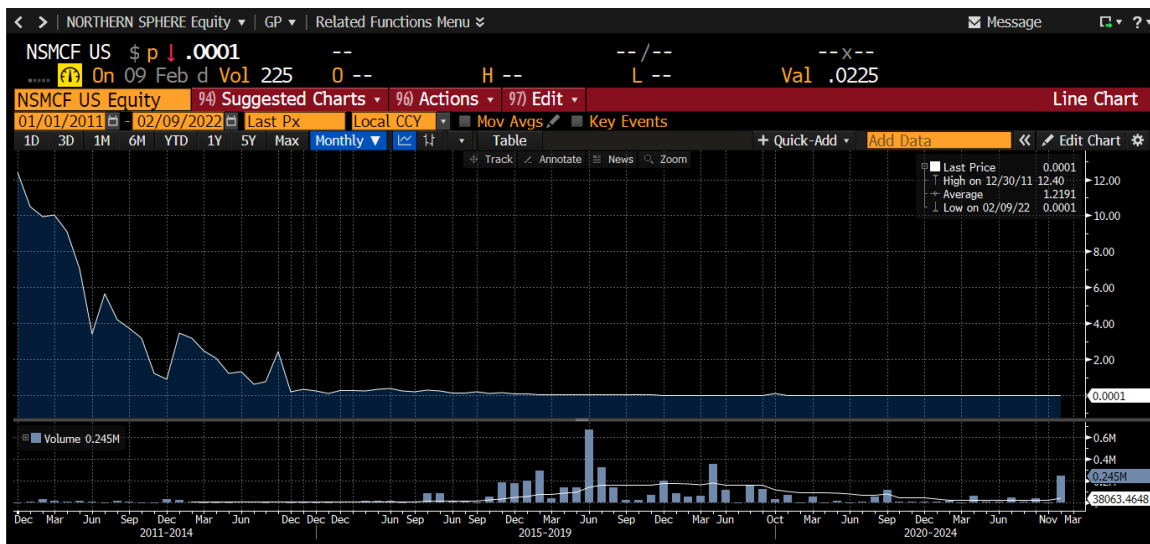 < > | NORTHERN SPHERE Equity ▾ | GP ▾ | Related Functions Menu ≫ Message ? ▾
NSMCF US $ p ↓ .0001 -- --/-- --x--
..... On 09 Feb d Vol 225 O -- H -- L -- Val .0225
NSMCF US Equity 94) Suggested Charts ▾ 96) Actions ▾ 97) Edit ▾ Line Chart
01/01/2011 - 02/09/2022 Last Px Local CCY ▾ Mov Avgs Key Events
1D 3D 1M 6M YTD 1Y 5Y Max Monthly ▼ ▾ Table + Quick-Add ▾ Add Data « Edit Chart
Track Annotate News Zoom
Last Price 0.0001
High on 12/30/11 12.40
Average 1.2191
Low on 02/09/22 0.0001
12.00
10.00
8.00
6.00
4.00
2.00
0.0001
Volume 0.245M
0.6M
0.4M
0.245M
38063.4648
Dec Mar Jun Sep Dec Mar Jun Dec Dec Dec Jun Sep Jun Sep Dec Mar Jun Sep Dec Mar Jun Oct Mar Jun Sep Dec Mar Jun Nov Mar
2011-2014 2015-2019 2020-2024